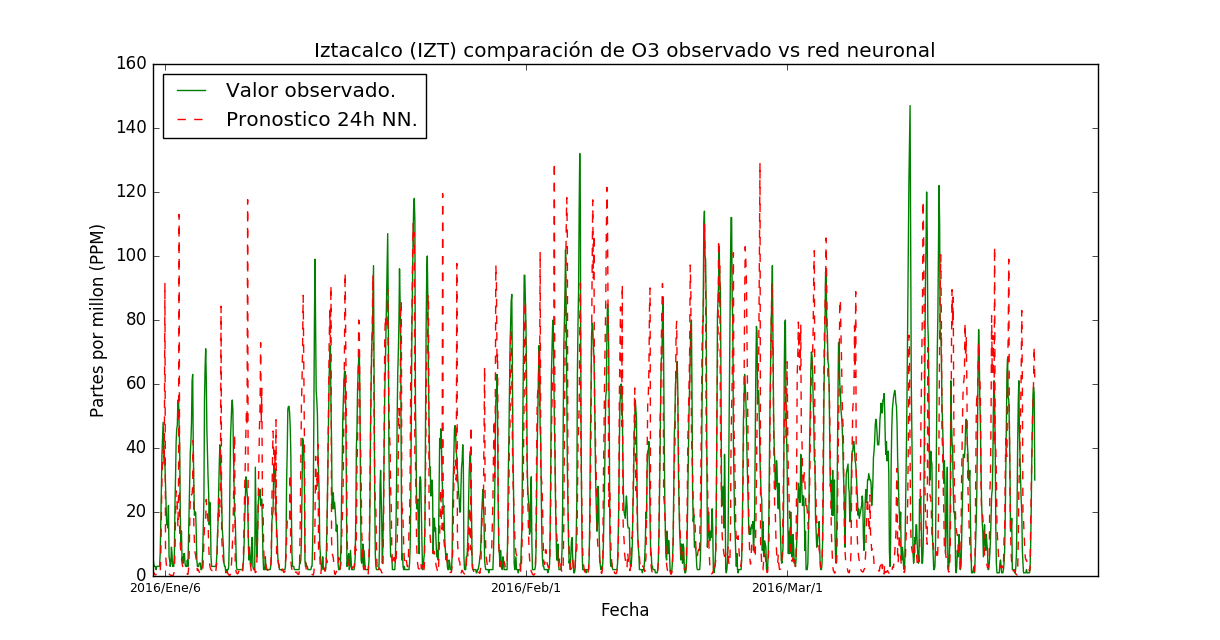 Iztacalco (IZT) comparación de O3 observado vs red neuronal
Valor observado.
Pronostico 24h NN.
Partes por millon (PPM)
160
140
120
100
80
60
40
20
0
2016/Ene/6
2016/Feb/1
2016/Mar/1
Fecha